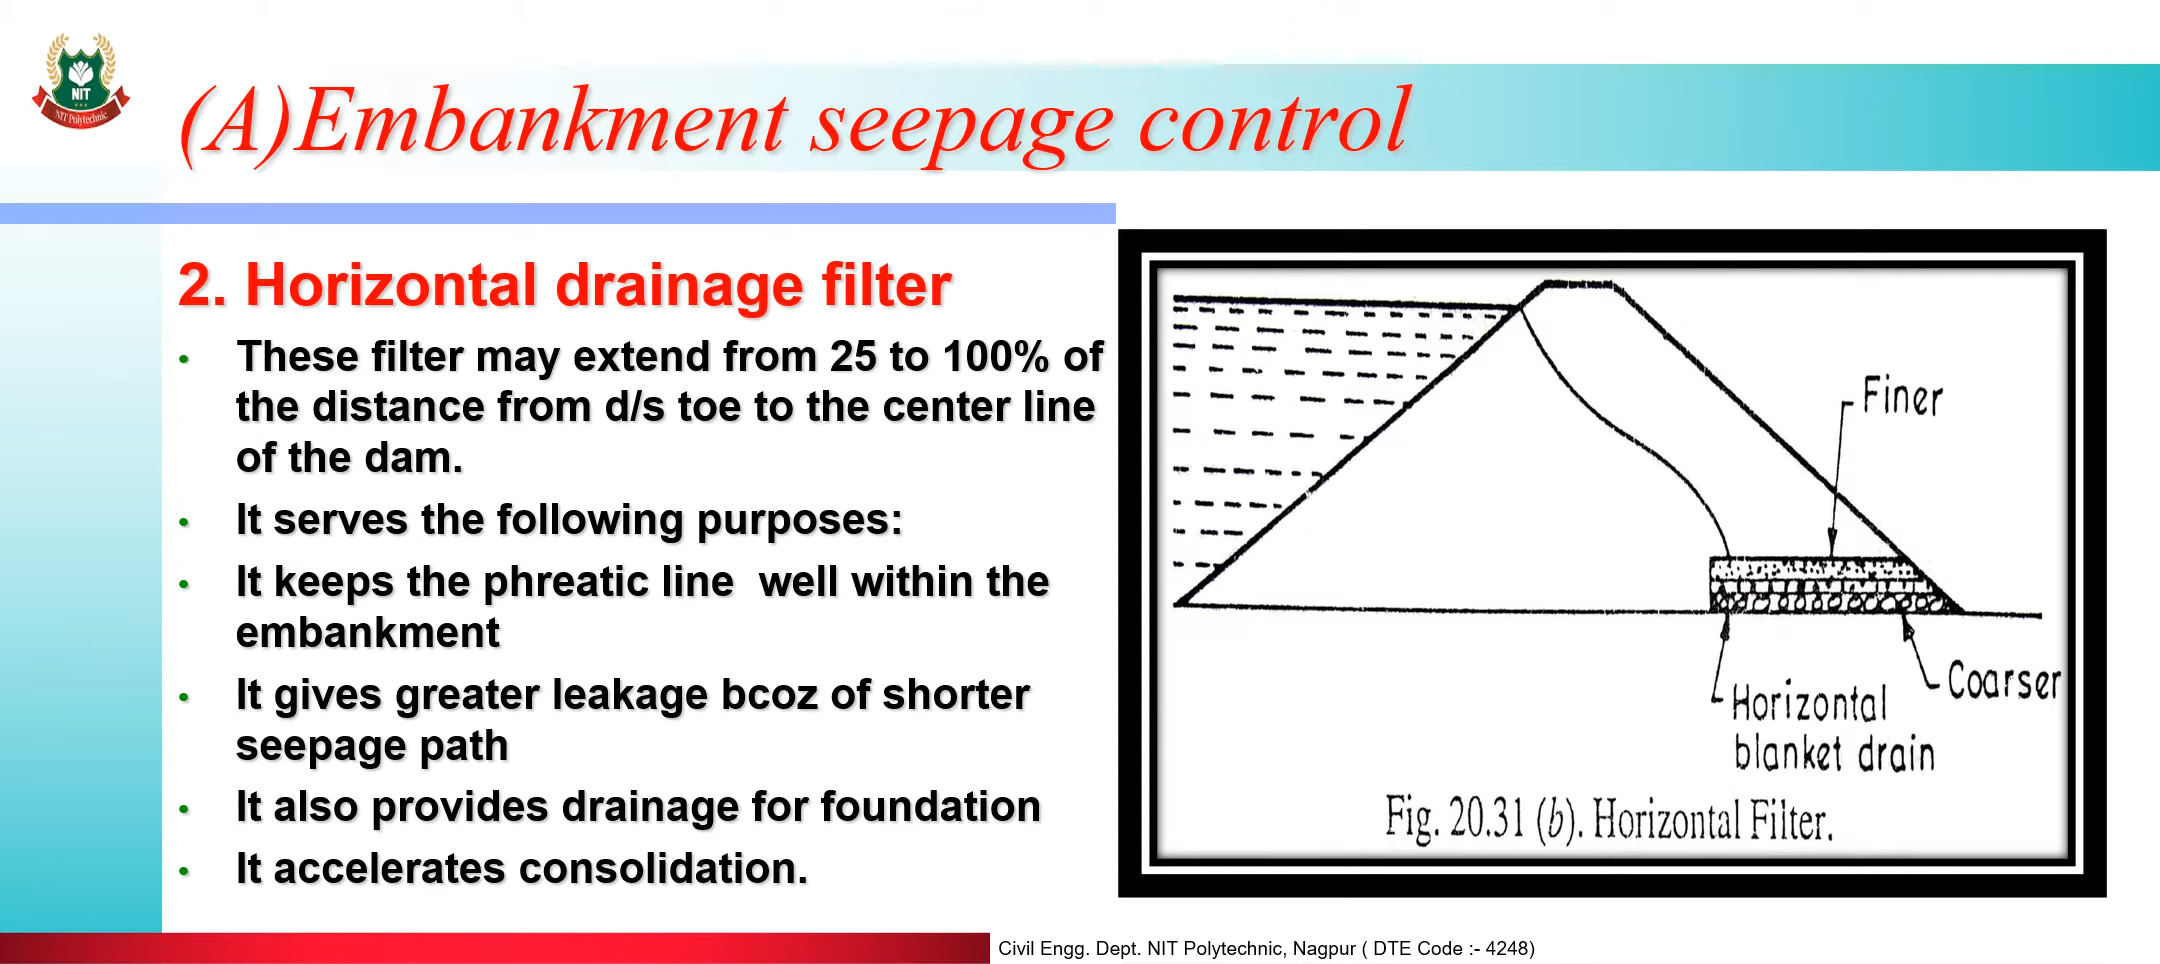 NIT
NIT Polytechnic
(A)Embankment seepage control
2. Horizontal drainage filter
• These filter may extend from 25 to 100% of
the distance from d/s toe to the center line
of the dam.
• It serves the following purposes:
• It keeps the phreatic line  well within the
embankment
• It gives greater leakage bcoz of shorter
seepage path
• It also provides drainage for foundation
• It accelerates consolidation.
Finer
Coarser
Horizontal
blanket drain
Fig. 20.31 (b). Horizontal Filter.
Civil Engg. Dept. NIT Polytechnic, Nagpur ( DTE Code :- 4248)